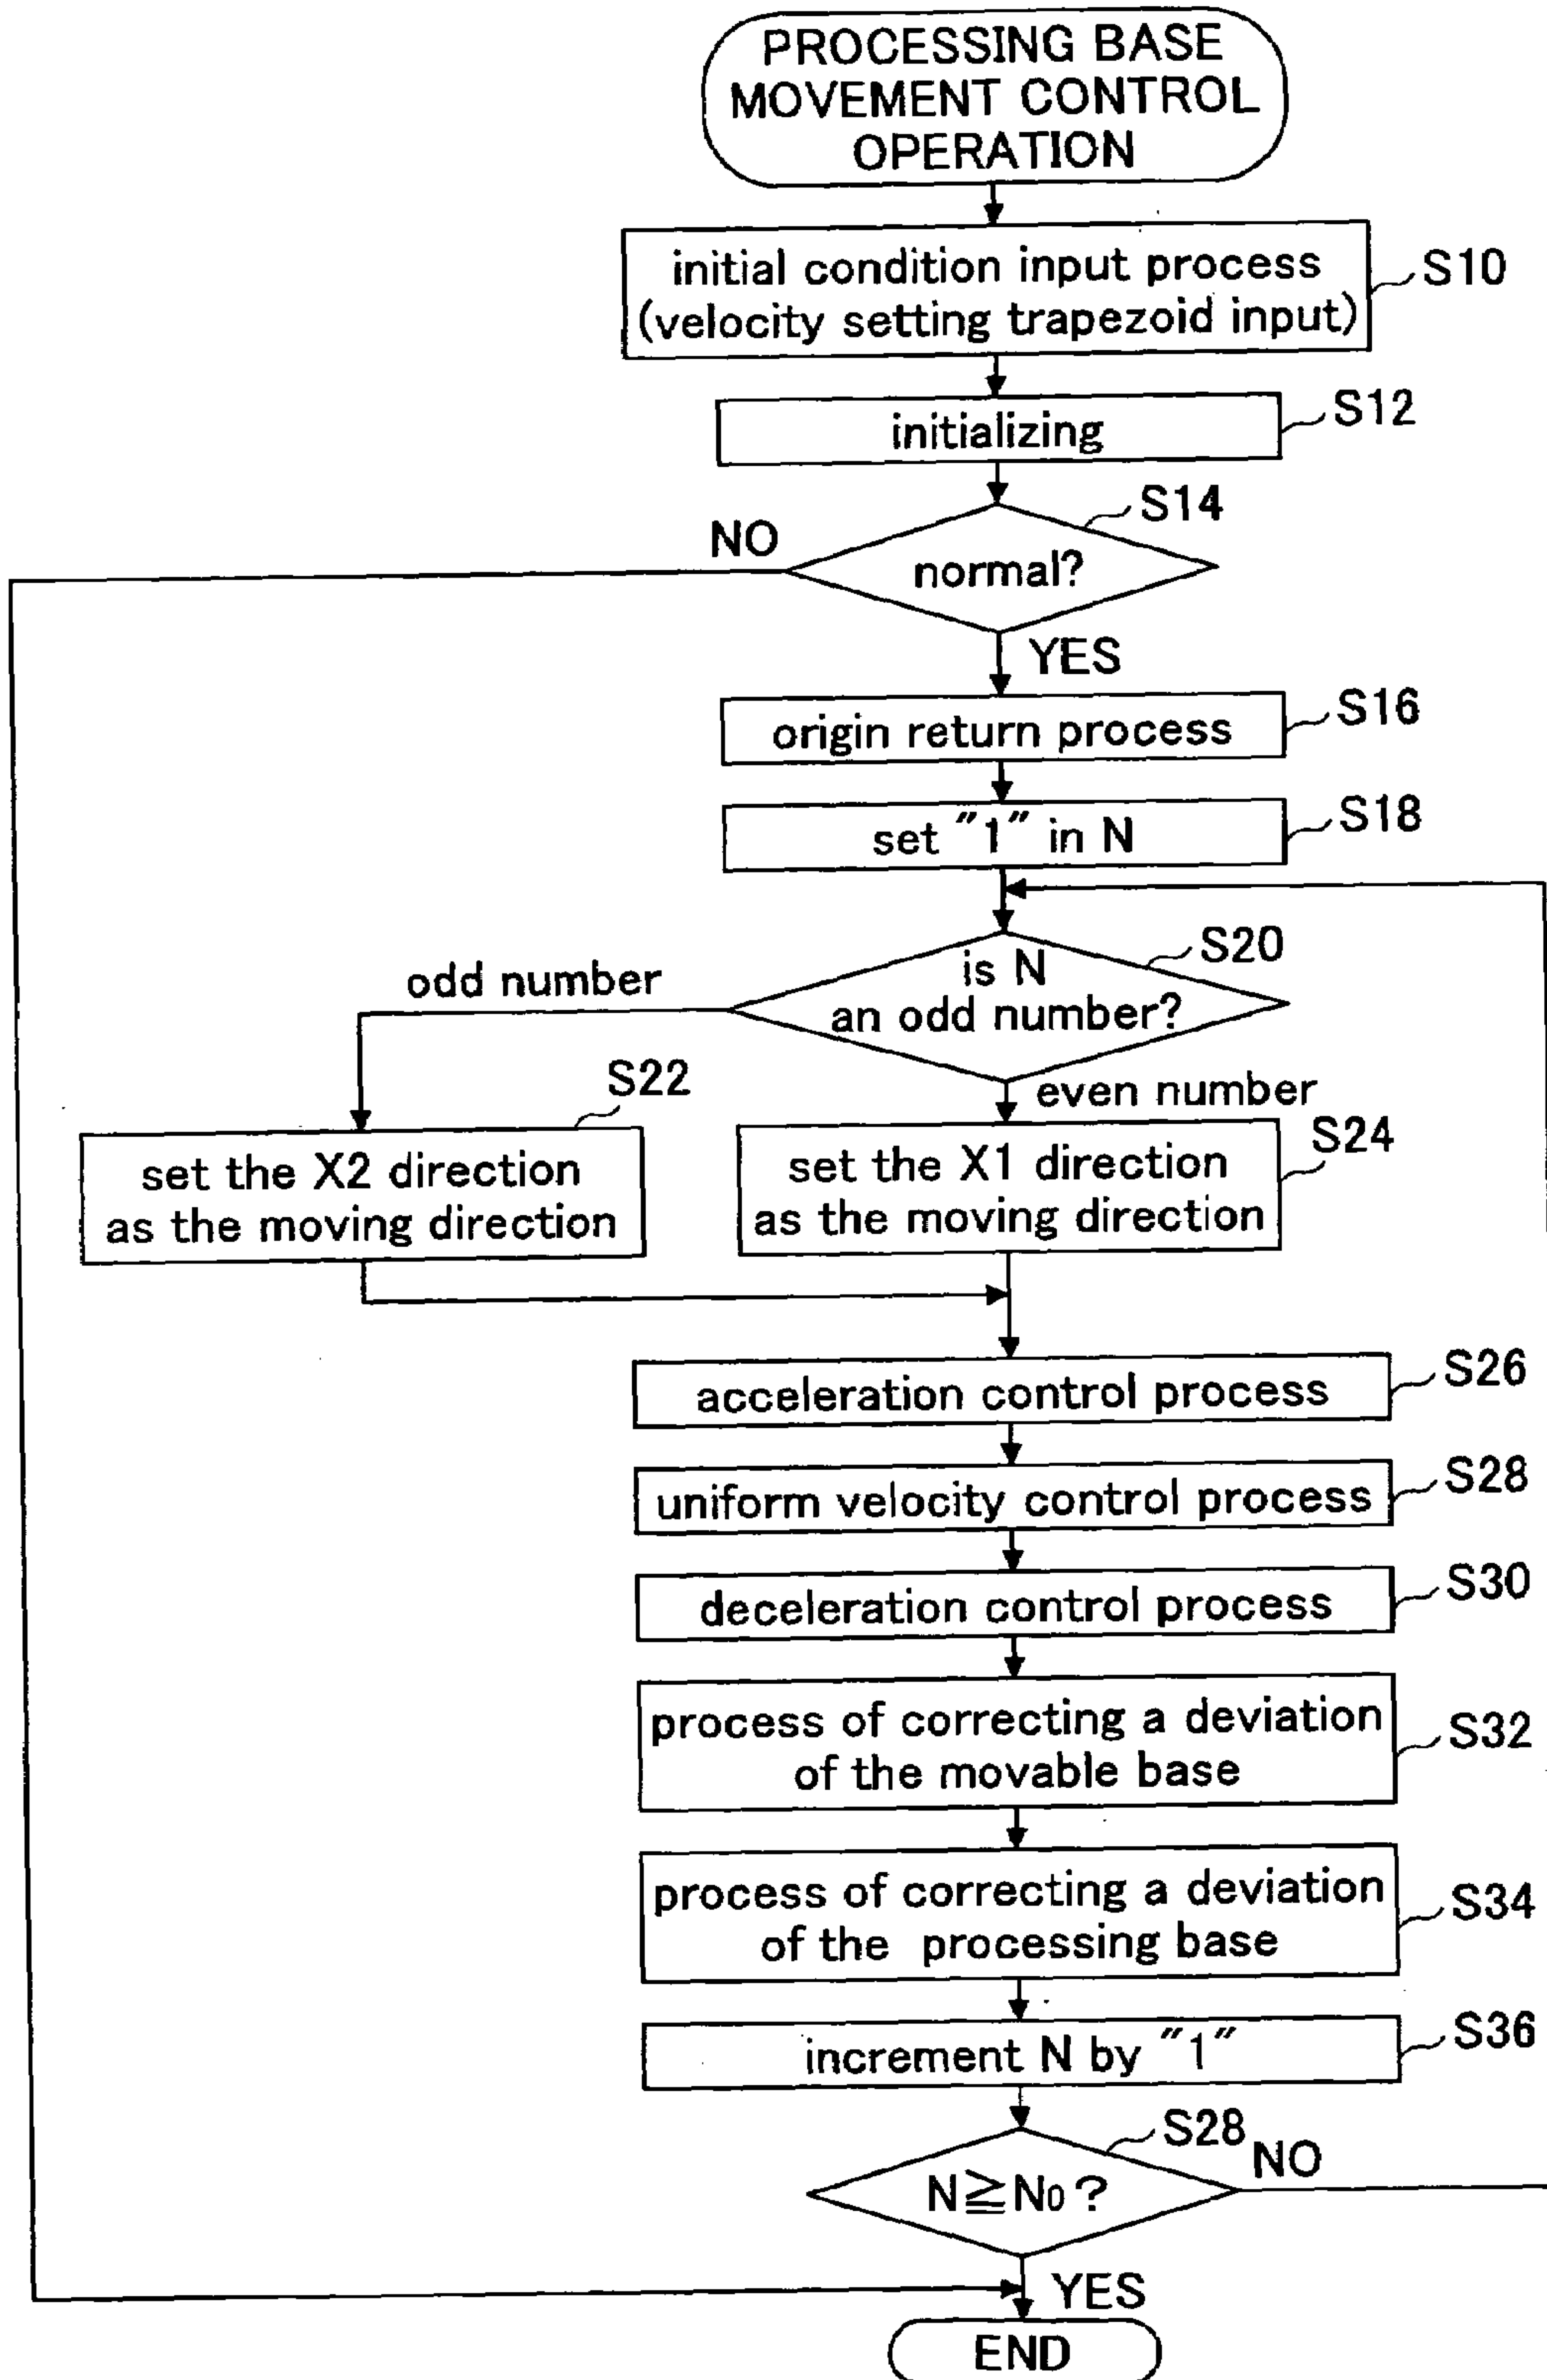 PROCESSING BASE
MOVEMENT CONTROL
OPERATION
initial condition input process
(velocity setting trapezoid input)
S10
initializing
S12
S14
NO
normal?
YES
origin return process
S16
set "1" in N
S18
S20
is N
an odd number?
odd number
even number
S22
set the X2 direction
as the moving direction
S24
set the X1 direction
as the moving direction
acceleration control process
S26
uniform velocity control process
S28
deceleration control process
S30
process of correcting a deviation
of the movable base
S32
process of correcting a deviation
of the processing base
S34
increment N by "1"
S36
S28
N≧N0?
NO
YES
END